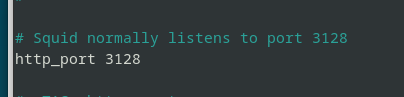 # Squid normally listens to port 3128
http_port 3128